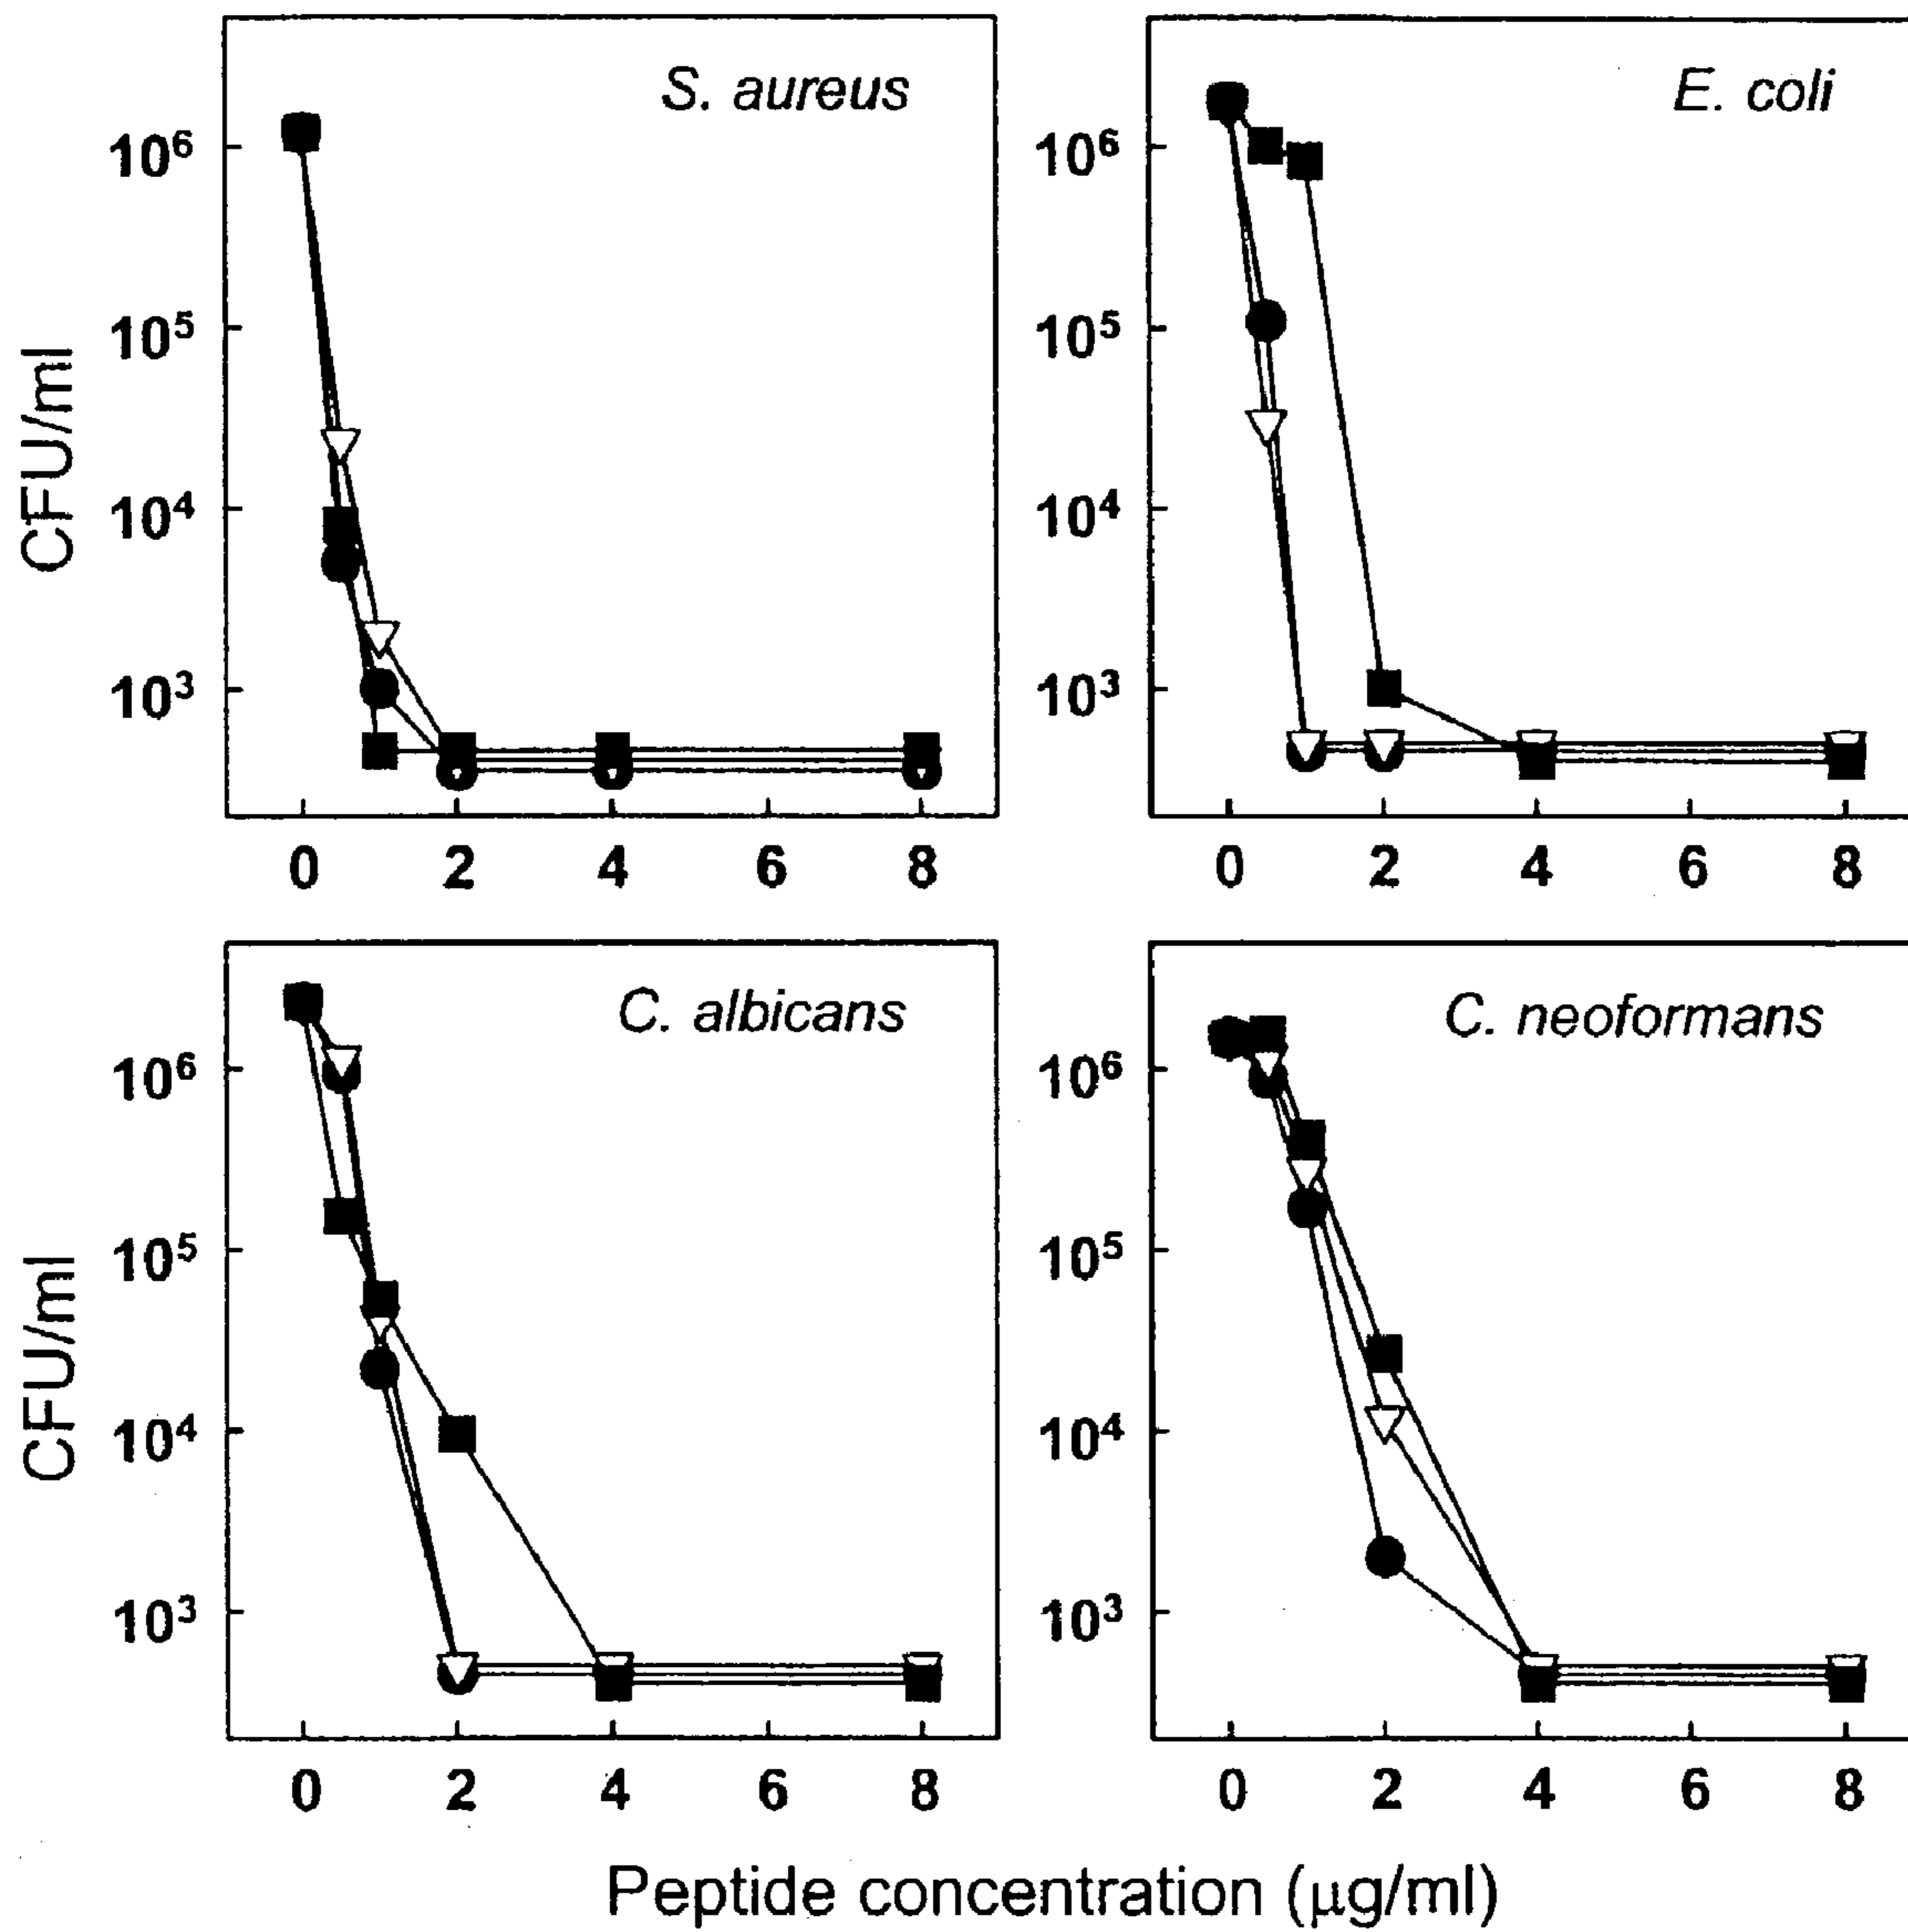 S. aureus
CFU/ml
10⁶
10⁵
10⁴
10³
0 2 4 6 8
E. coli
10⁶
10⁵
10⁴
10³
0 2 4 6 8
C. albicans
CFU/ml
10⁶
10⁵
10⁴
10³
0 2 4 6 8
C. neoformans
10⁶
10⁵
10⁴
10³
0 2 4 6 8
Peptide concentration (μg/ml)